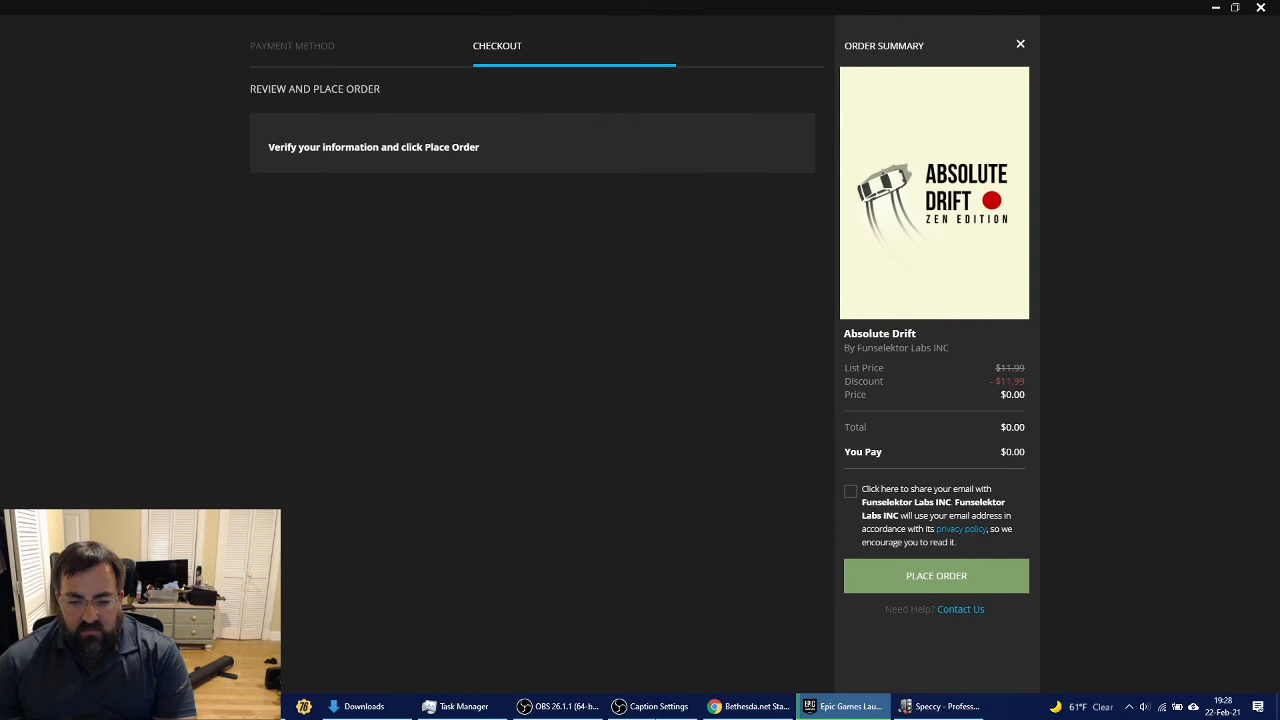 PAYMENT METHOD
CHECKOUT
REVIEW AND PLACE ORDER
Verify your information and click Place Order
ORDER SUMMARY
ABSOLUTE
DRIFT
ZEN EDITION
Absolute Drift
By Funselektor Labs INC
List Price $11.99
Discount - $11.99
Price $0.00
Total $0.00
You Pay $0.00
Click here to share your email with
Funselektor Labs INC. Funselektor
Labs INC will use your email address in
accordance with its privacy policy, so we
encourage you to read it.
PLACE ORDER
Need Help? Contact Us
76 Downloads Task Manager OBS 26.1.1 (64-b... Caption Settings Bethesda.net Sta... EPIC Epic Games Lau... Speccy - Profess... 61°F Clear 19:28
22-Feb-21